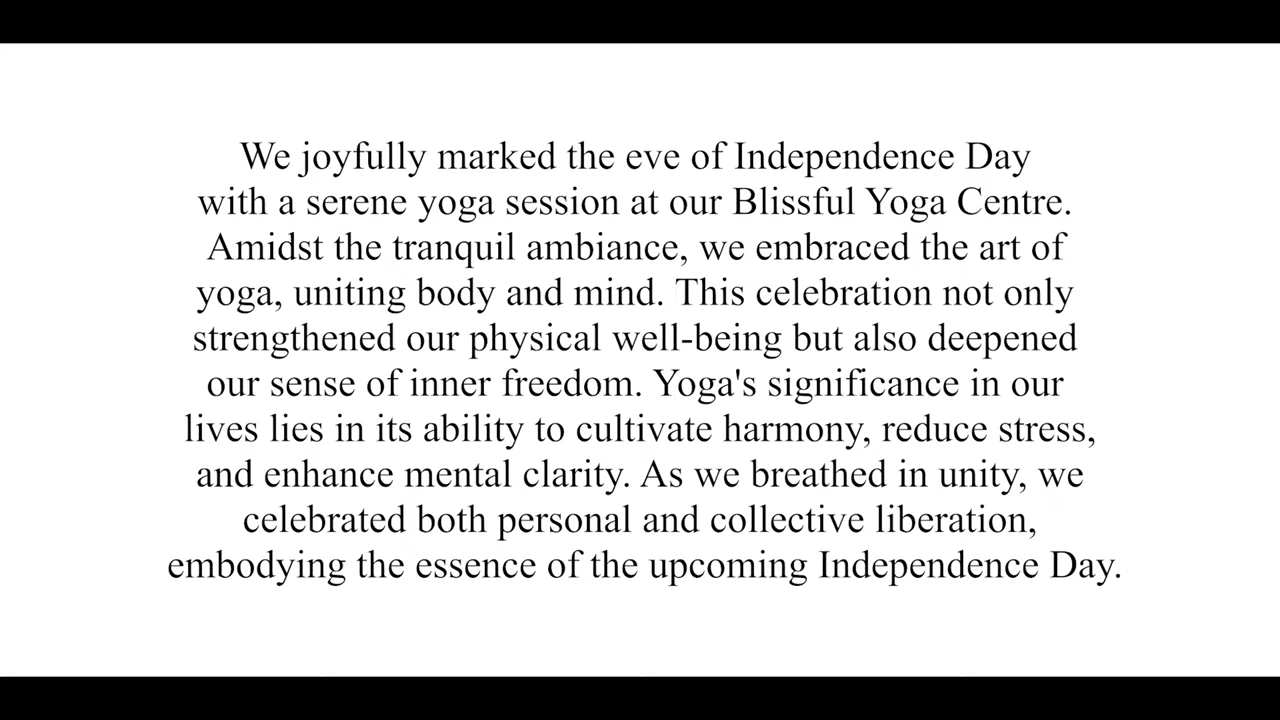 We joyfully marked the eve of Independence Day
with a serene yoga session at our Blissful Yoga Centre.
Amidst the tranquil ambiance, we embraced the art of
yoga, uniting body and mind. This celebration not only
strengthened our physical well-being but also deepened
our sense of inner freedom. Yoga's significance in our
lives lies in its ability to cultivate harmony, reduce stress,
and enhance mental clarity. As we breathed in unity, we
celebrated both personal and collective liberation,
embodying the essence of the upcoming Independence Day.